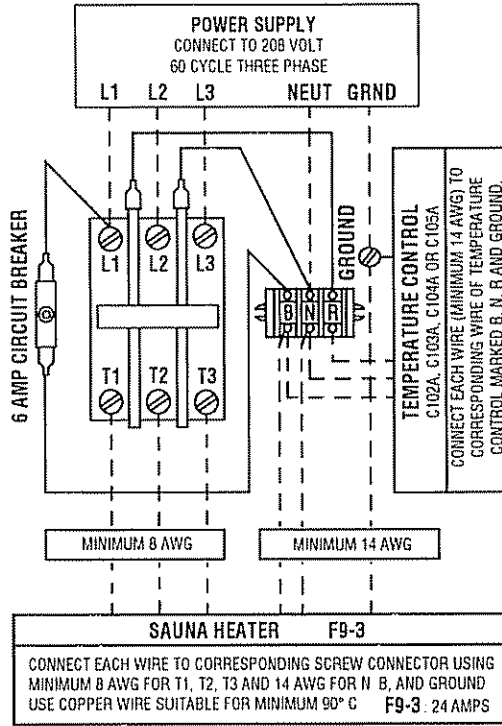 POWER SUPPLY
CONNECT TO 208 VOLT
60 CYCLE THREE PHASE
L1 L2 L3 NEUT GRND
6 AMP CIRCUIT BREAKER
L1 L2 L3
T1 T2 T3
GROUND
B N R
TEMPERATURE CONTROL
C102A, C103A, C104A OR C105A
CONNECT EACH WIRE (MINIMUM 14 AWG) TO
CORRESPONDING WIRE OF TEMPERATURE
CONTROL MARKED B, N, R AND GROUND.
MINIMUM 8 AWG
MINIMUM 14 AWG
SAUNA HEATER F9-3
CONNECT EACH WIRE TO CORRESPONDING SCREW CONNECTOR USING
MINIMUM 8 AWG FOR T1, T2, T3 AND 14 AWG FOR N B, AND GROUND
USE COPPER WIRE SUITABLE FOR MINIMUM 90° C F9-3 : 24 AMPS